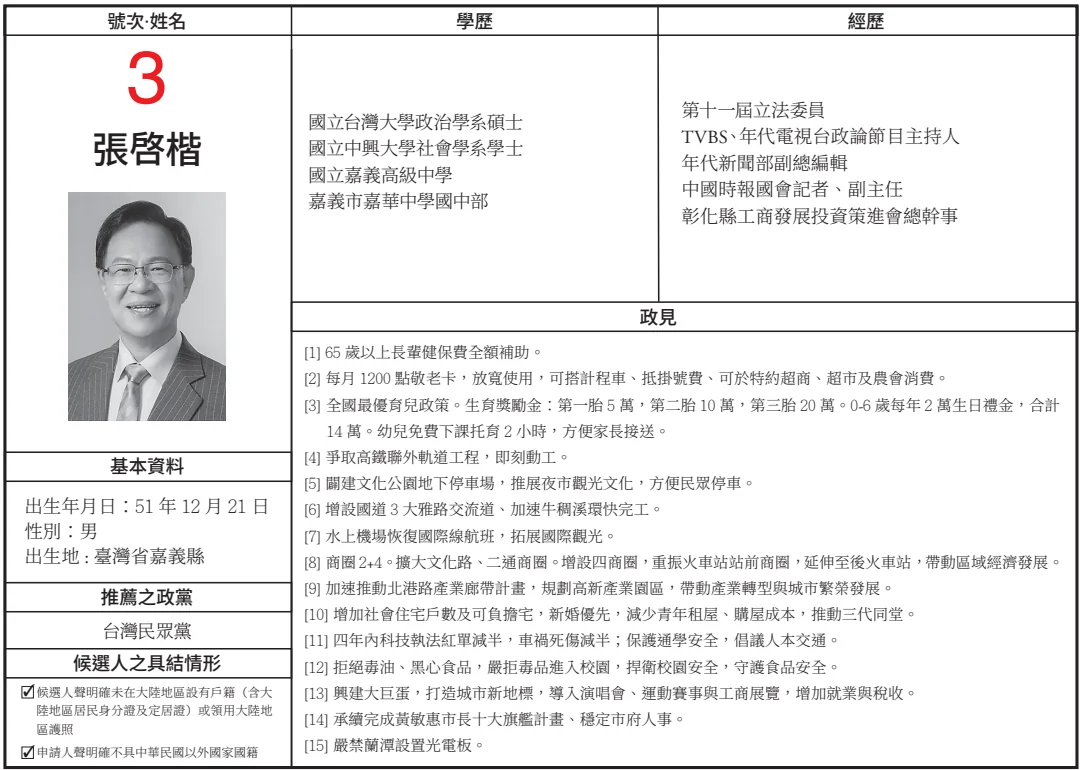 號次·姓名
3
張啓楷
學歷
國立台灣大學政治學系碩士
國立中興大學社會學系學士
國立嘉義高級中學
嘉義市嘉華中學國中部
經歷
第十一屆立法委員
TVBS、年代電視台政論節目主持人
年代新聞部副總編輯
中國時報國會記者、副主任
彰化縣工商發展投資策進會總幹事
基本資料
出生年月日：51 年 12 月 21 日
性別：男
出生地：臺灣省嘉義縣
推薦之政黨
台灣民眾黨
候選人之具結情形
☑候選人聲明確未在大陸地區設有戶籍（含大
陸地區居民身分證及定居證）或領用大陸地
區護照
☑申請人聲明確不具中華民國以外國家國籍
政見
[1] 65 歲以上長輩健保費全額補助。
[2] 每月 1200 點敬老卡，放寬使用，可搭計程車、抵掛號費、可於特約超商、超市及農會消費。
[3] 全國最優育兒政策。生育獎勵金：第一胎 5 萬，第二胎 10 萬，第三胎 20 萬。0-6 歲每年 2 萬生日禮金，合計
14 萬。幼兒免費下課托育 2 小時，方便家長接送。
[4] 爭取高鐵聯外軌道工程，即刻動工。
[5] 闢建文化公園地下停車場，推展夜市觀光文化，方便民眾停車。
[6] 增設國道 3 大雅路交流道、加速牛稠溪環快完工。
[7] 水上機場恢復國際線航班，拓展國際觀光。
[8] 商圈 2+4。擴大文化路、二通商圈。增設四商圈，重振火車站站前商圈，延伸至後火車站，帶動區域經濟發展。
[9] 加速推動北港路產業廊帶計畫，規劃高新產業園區，帶動產業轉型與城市繁榮發展。
[10] 增加社會住宅戶數及可負擔宅，新婚優先，減少青年租屋、購屋成本，推動三代同堂。
[11] 四年內科技執法紅單減半，車禍死傷減半；保護通學安全，倡議人本交通。
[12] 拒絕毒油、黑心食品，嚴拒毒品進入校園，捍衛校園安全，守護食品安全。
[13] 興建大巨蛋，打造城市新地標，導入演唱會、運動賽事與工商展覽，增加就業與稅收。
[14] 承續完成黃敏惠市長十大旗艦計畫、穩定市府人事。
[15] 嚴禁蘭潭設置光電板。